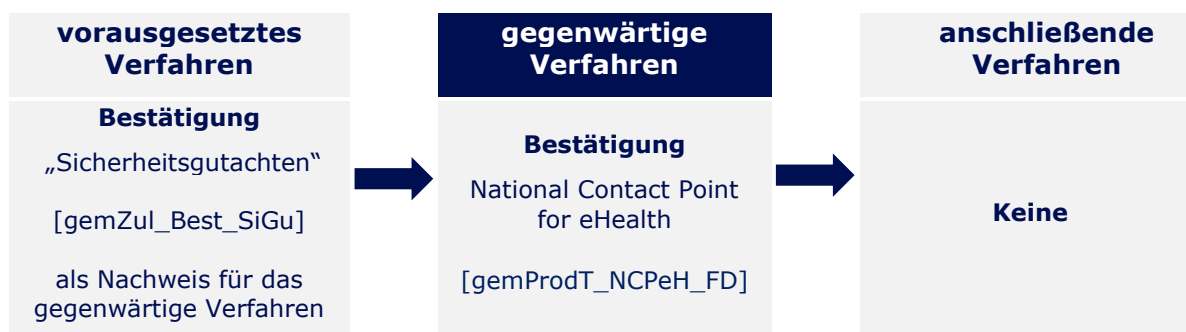 vorausgesetztes
Verfahren
Bestätigung
„Sicherheitsgutachten“
[gemZul_Best_SiGu]
als Nachweis für das
gegenwärtige Verfahren
gegenwärtige
Verfahren
Bestätigung
National Contact Point
for eHealth
[gemProdT_NCPeH_FD]
anschließende
Verfahren
Keine